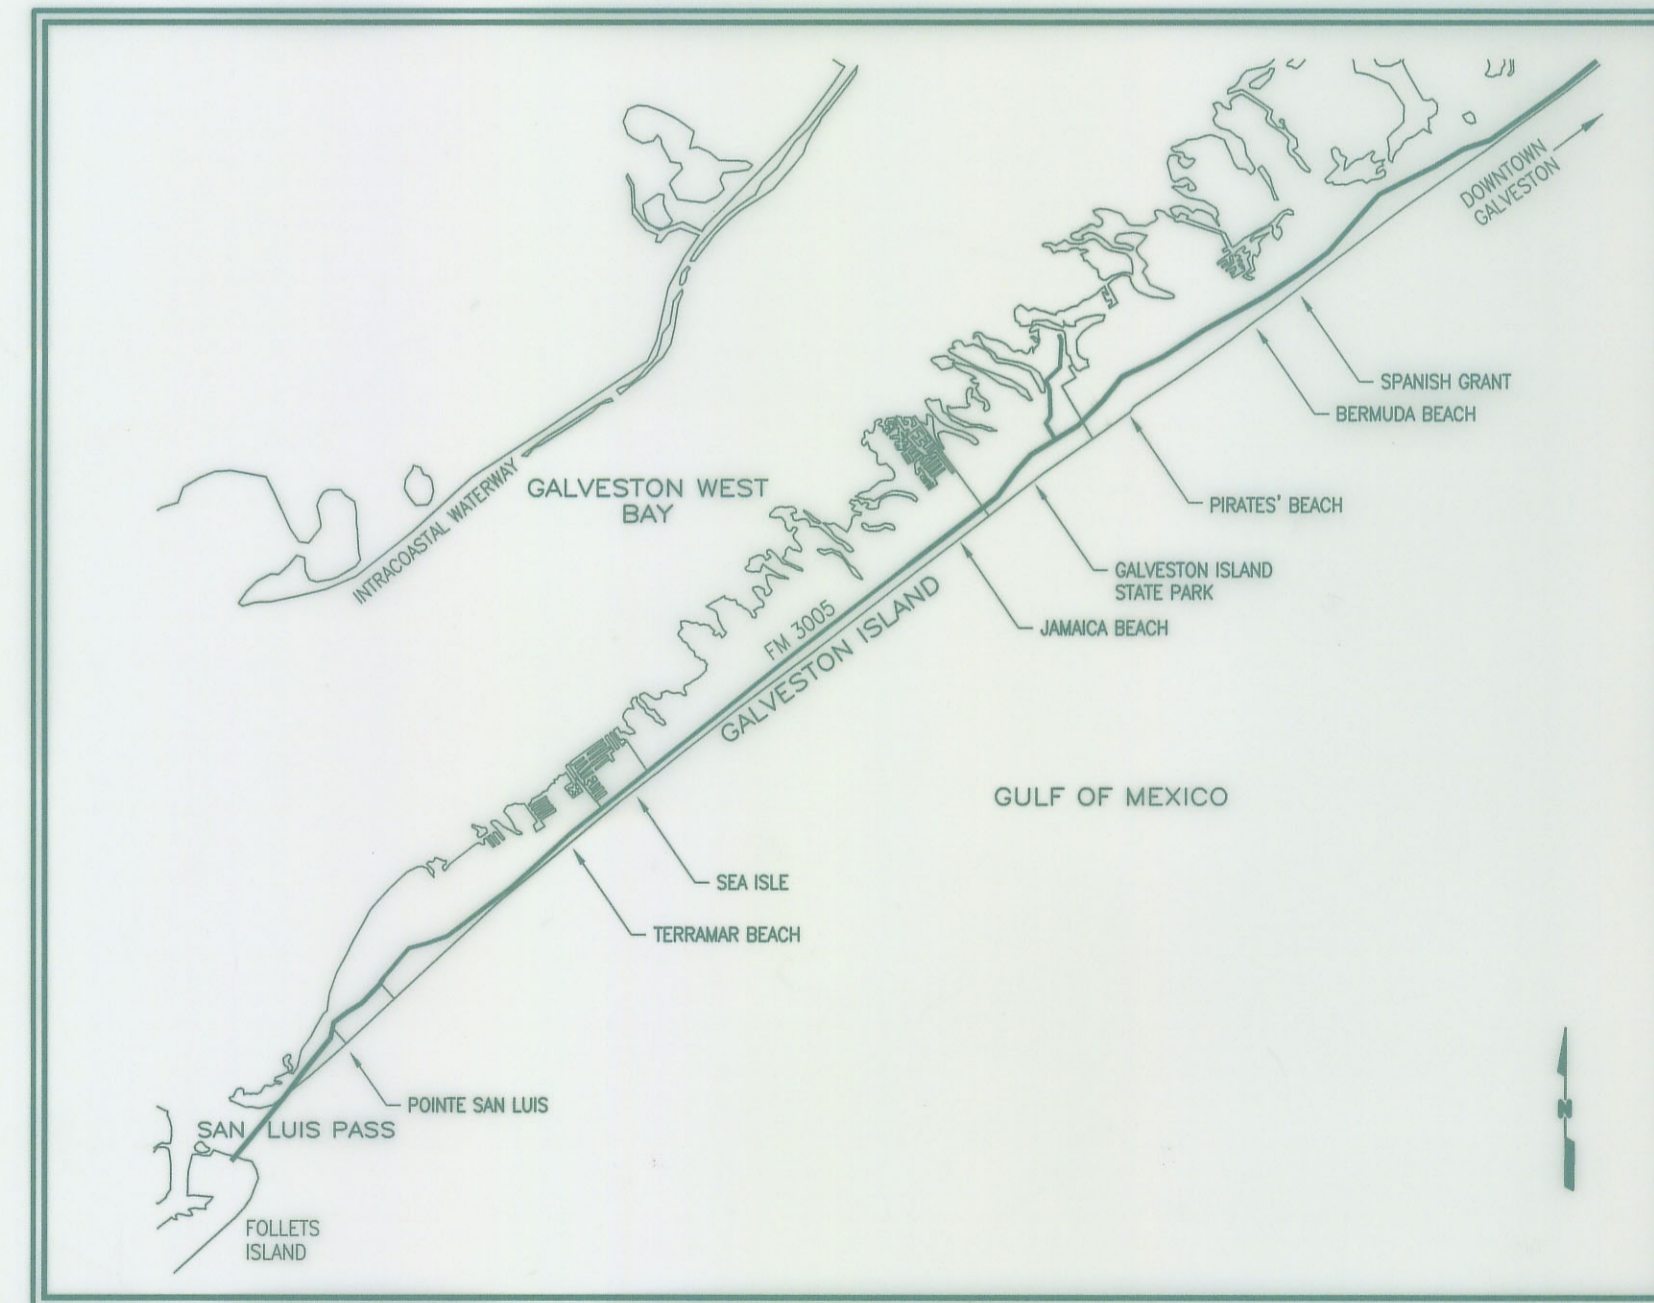 DOWNTOWN
GALVESTON
SPANISH GRANT
BERMUDA BEACH
INTRACOASTAL WATERWAY
GALVESTON WEST
BAY
PIRATES' BEACH
GALVESTON ISLAND
STATE PARK
JAMAICA BEACH
FM 3005
GALVESTON ISLAND
GULF OF MEXICO
SEA ISLE
TERRAMAR BEACH
POINTE SAN LUIS
SAN LUIS PASS
N
FOLLETS
ISLAND